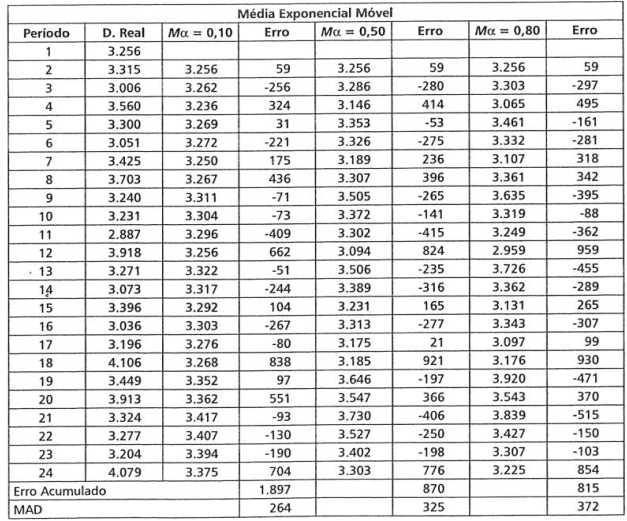 Média Exponencial Móvel
Período D. Real Mα = 0,10 Erro Mα = 0,50 Erro Mα = 0,80 Erro
1 3.256
2 3.315 3.256 59 3.256 59 3.256 59
3 3.006 3.262 -256 3.286 -280 3.303 -297
4 3.560 3.236 324 3.146 414 3.065 495
5 3.300 3.269 31 3.353 -53 3.461 -161
6 3.051 3.272 -221 3.326 -275 3.332 -281
7 3.425 3.250 175 3.189 236 3.107 318
8 3.703 3.267 436 3.307 396 3.361 342
9 3.240 3.311 -71 3.505 -265 3.635 -395
10 3.231 3.304 -73 3.372 -141 3.319 -88
11 2.887 3.296 -409 3.302 -415 3.249 -362
12 3.918 3.256 662 3.094 824 2.959 959
13 3.271 3.322 -51 3.506 -235 3.726 -455
14 3.073 3.317 -244 3.389 -316 3.362 -289
15 3.396 3.292 104 3.231 165 3.131 265
16 3.036 3.303 -267 3.313 -277 3.343 -307
17 3.196 3.276 -80 3.175 21 3.097 99
18 4.106 3.268 838 3.185 921 3.176 930
19 3.449 3.352 97 3.646 -197 3.920 -471
20 3.913 3.362 551 3.547 366 3.543 370
21 3.324 3.417 -93 3.730 -406 3.839 -515
22 3.277 3.407 -130 3.527 -250 3.427 -150
23 3.204 3.394 -190 3.402 -198 3.307 -103
24 4.079 3.375 704 3.303 776 3.225 854
Erro Acumulado 1.897 870 815
MAD 264 325 372